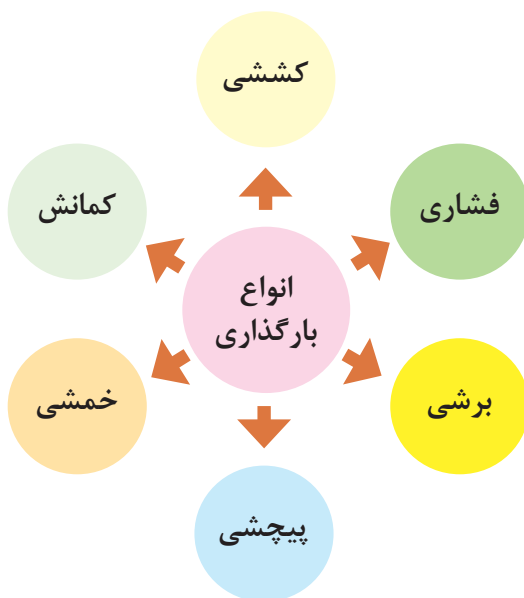 کششی
فشاری
برشی
پیچشی
خمشی
کمانش
انواع
بارگذاری